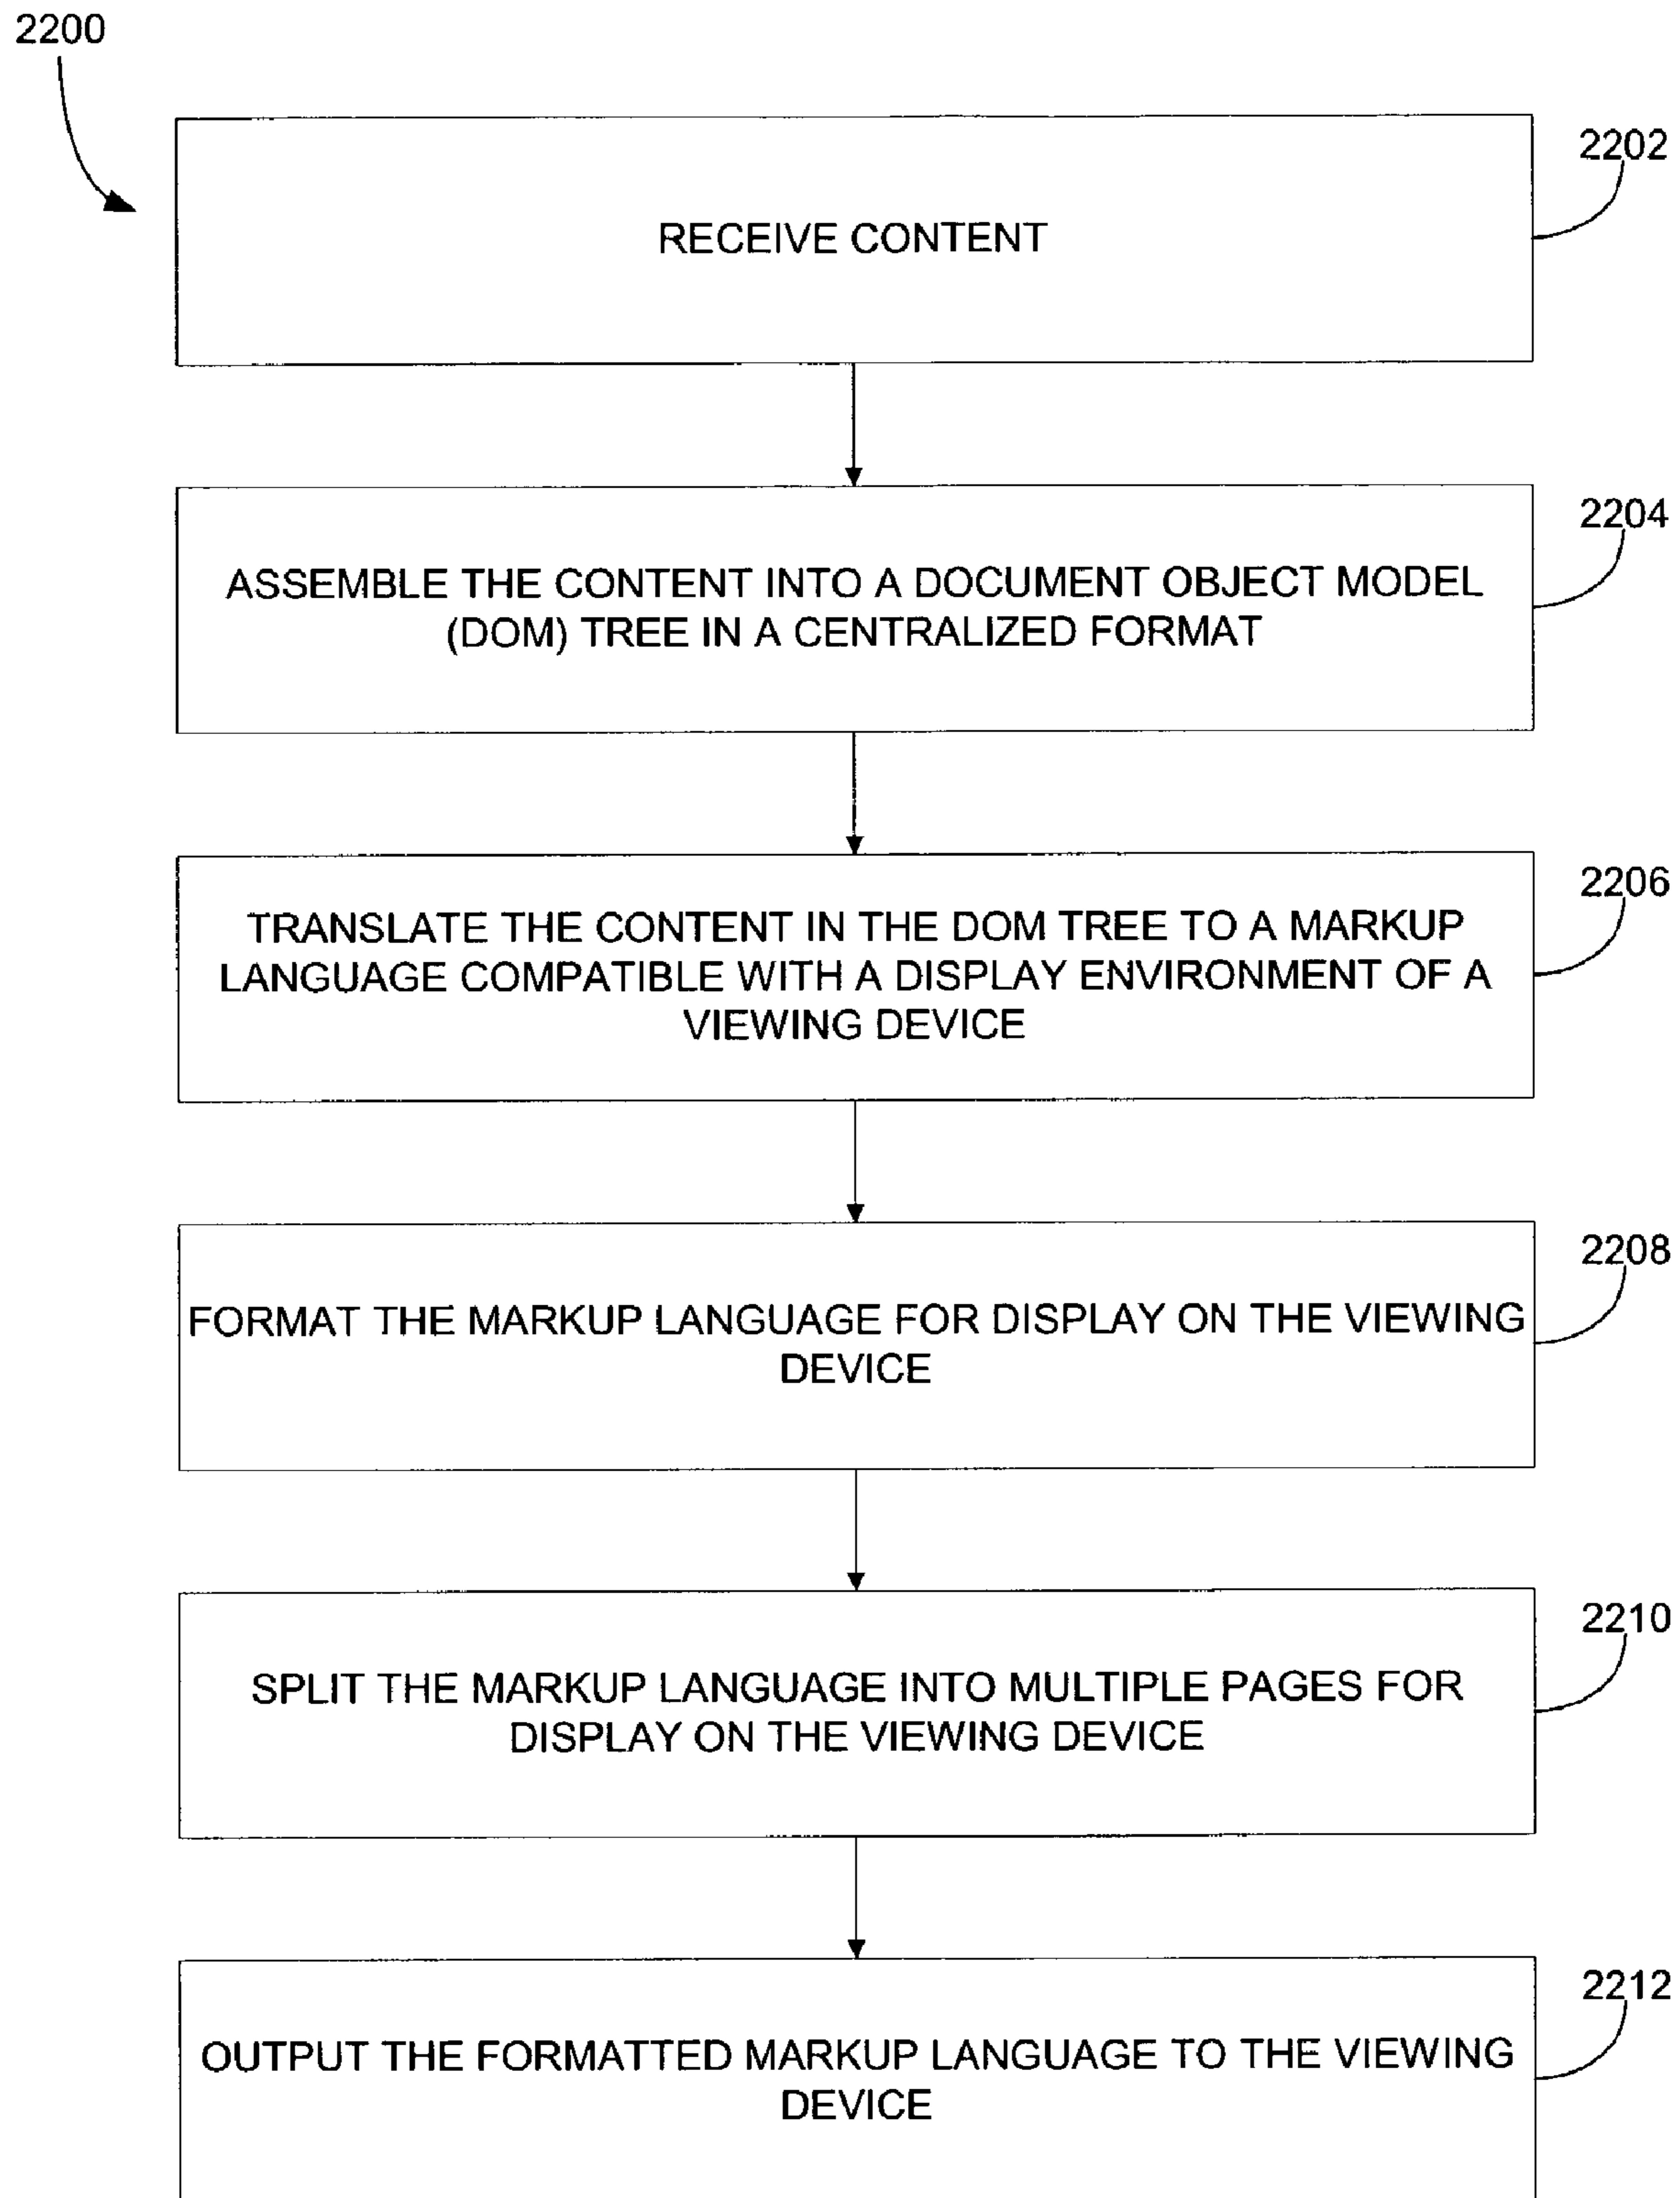 2200
2202
RECEIVE CONTENT
2204
ASSEMBLE THE CONTENT INTO A DOCUMENT OBJECT MODEL
(DOM) TREE IN A CENTRALIZED FORMAT
2206
TRANSLATE THE CONTENT IN THE DOM TREE TO A MARKUP
LANGUAGE COMPATIBLE WITH A DISPLAY ENVIRONMENT OF A
VIEWING DEVICE
2208
FORMAT THE MARKUP LANGUAGE FOR DISPLAY ON THE VIEWING
DEVICE
2210
SPLIT THE MARKUP LANGUAGE INTO MULTIPLE PAGES FOR
DISPLAY ON THE VIEWING DEVICE
2212
OUTPUT THE FORMATTED MARKUP LANGUAGE TO THE VIEWING
DEVICE